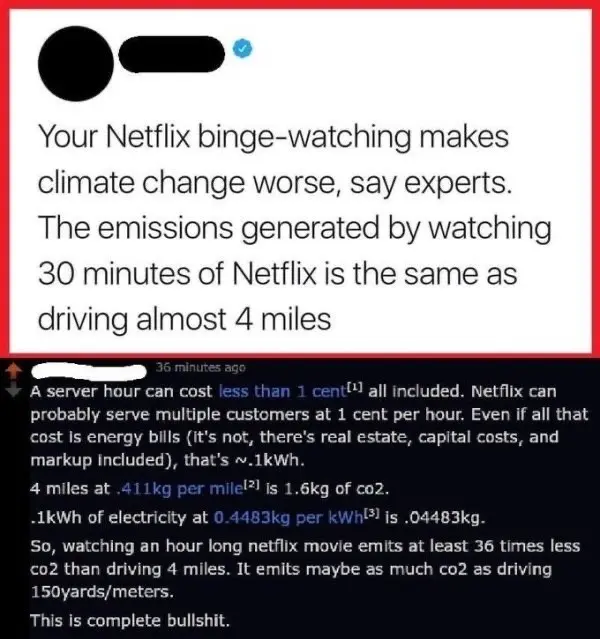 Your Netflix binge-watching makes
climate change worse, say experts.
The emissions generated by watching
30 minutes of Netflix is the same as
driving almost 4 miles
36 minutes ago
A server hour can cost less than 1 cent[1] all included. Netflix can
probably serve multiple customers at 1 cent per hour. Even if all that
cost is energy bills (it's not, there's real estate, capital costs, and
markup included), that's ~.1kWh.
4 miles at .411kg per mile[2] is 1.6kg of co2.
.1kWh of electricity at 0.4483kg per kWh[3] is .04483kg.
So, watching an hour long netflix movie emits at least 36 times less
co2 than driving 4 miles. It emits maybe as much co2 as driving
150yards/meters.
This is complete bullshit.